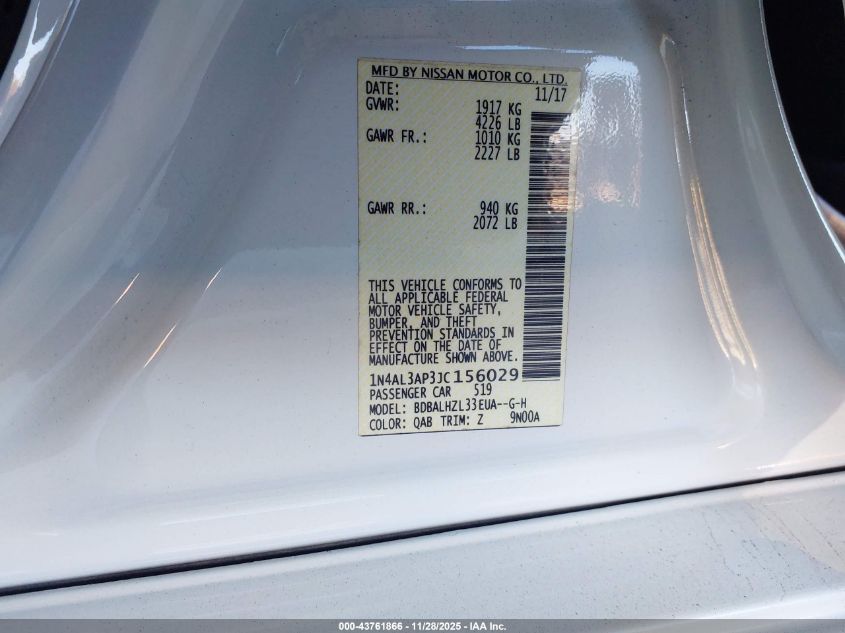 MFD BY NISSAN MOTOR CO., LTD.
DATE: 11/17
GVWR: 1917 KG
4226 LB
GAWR FR.: 1010 KG
2227 LB
GAWR RR.: 940 KG
2072 LB
THIS VEHICLE CONFORMS TO
ALL APPLICABLE FEDERAL
MOTOR VEHICLE SAFETY,
BUMPER, AND THEFT
PREVENTION STANDARDS IN
EFFECT ON THE DATE OF
MANUFACTURE SHOWN ABOVE.
1N4AL3AP3JC156029
PASSENGER CAR 519
MODEL: BDBALHZL33EUA--G-H
COLOR: QAB TRIM: Z 9N00A
000-43761866 - 11/28/2025 - IAA Inc.